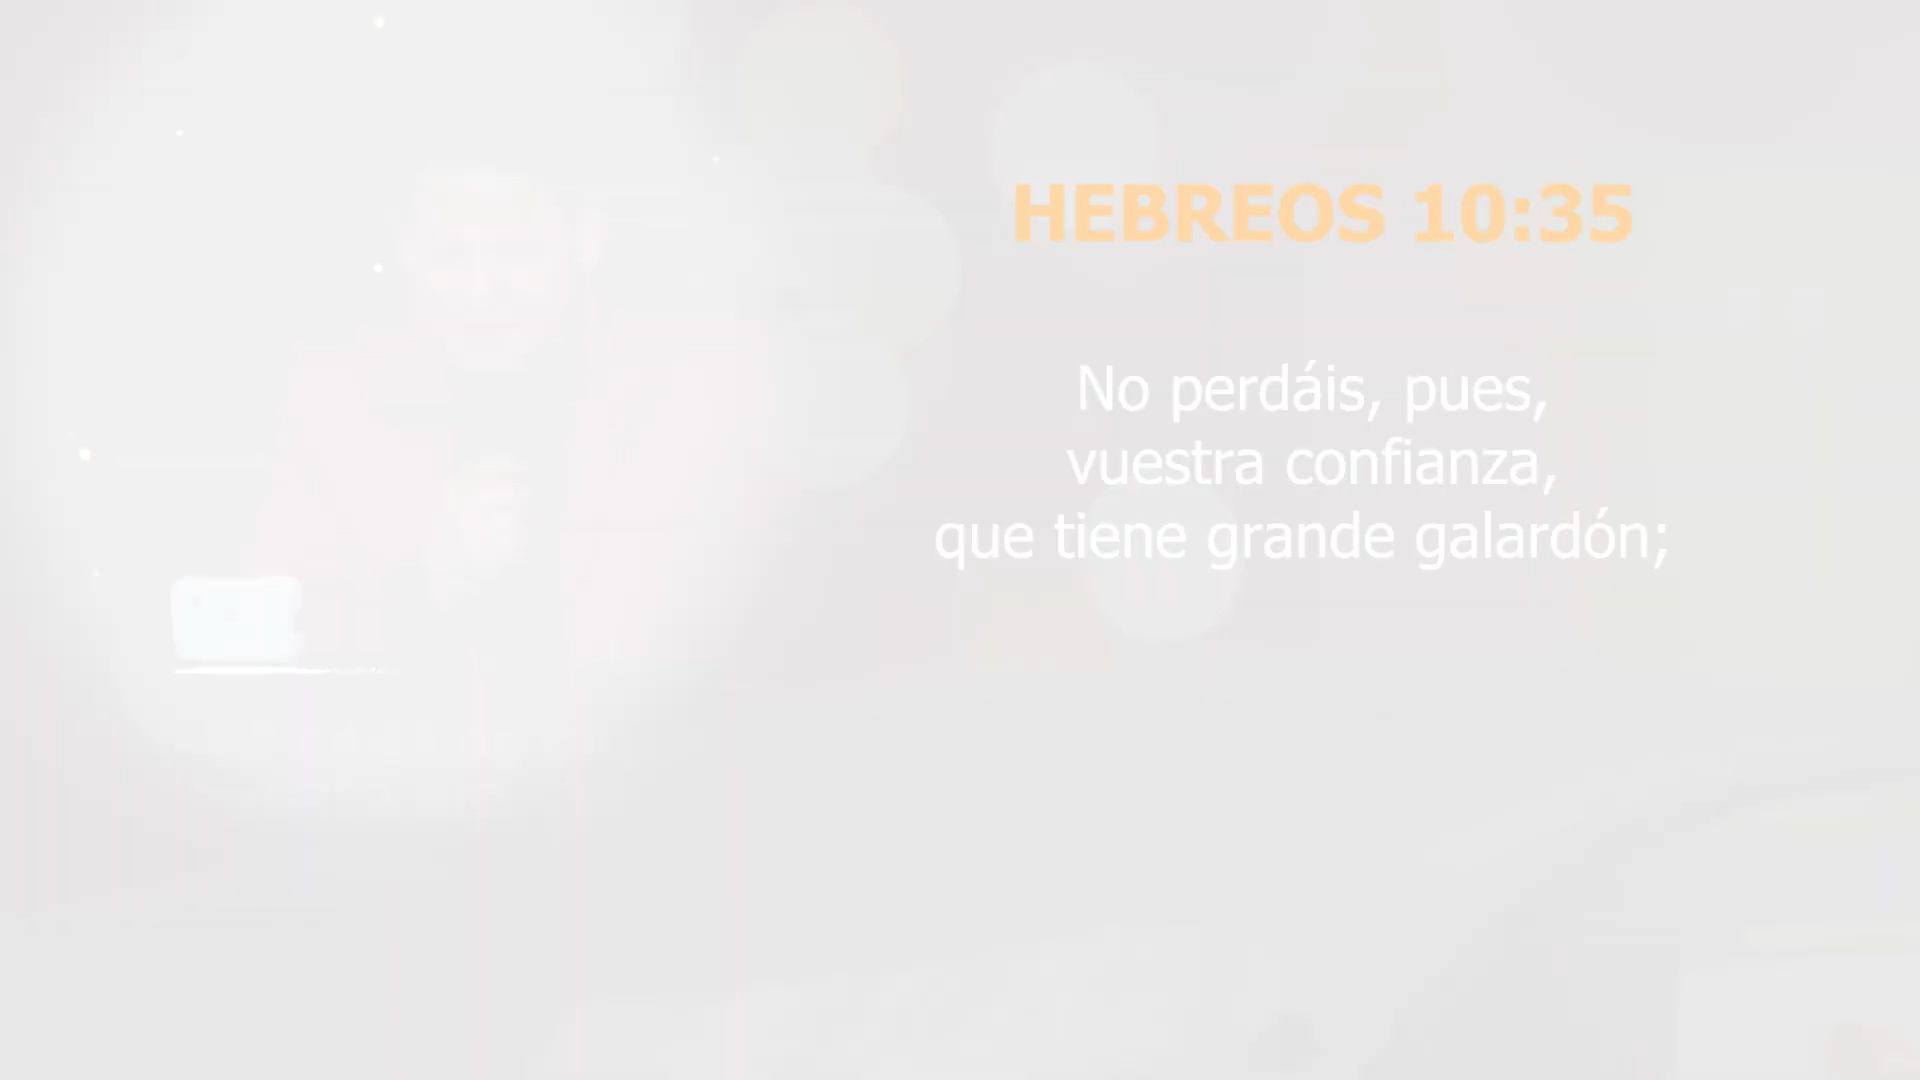 HEBREOS 10:35
No perdáis, pues,
vuestra confianza,
que tiene grande galardón;